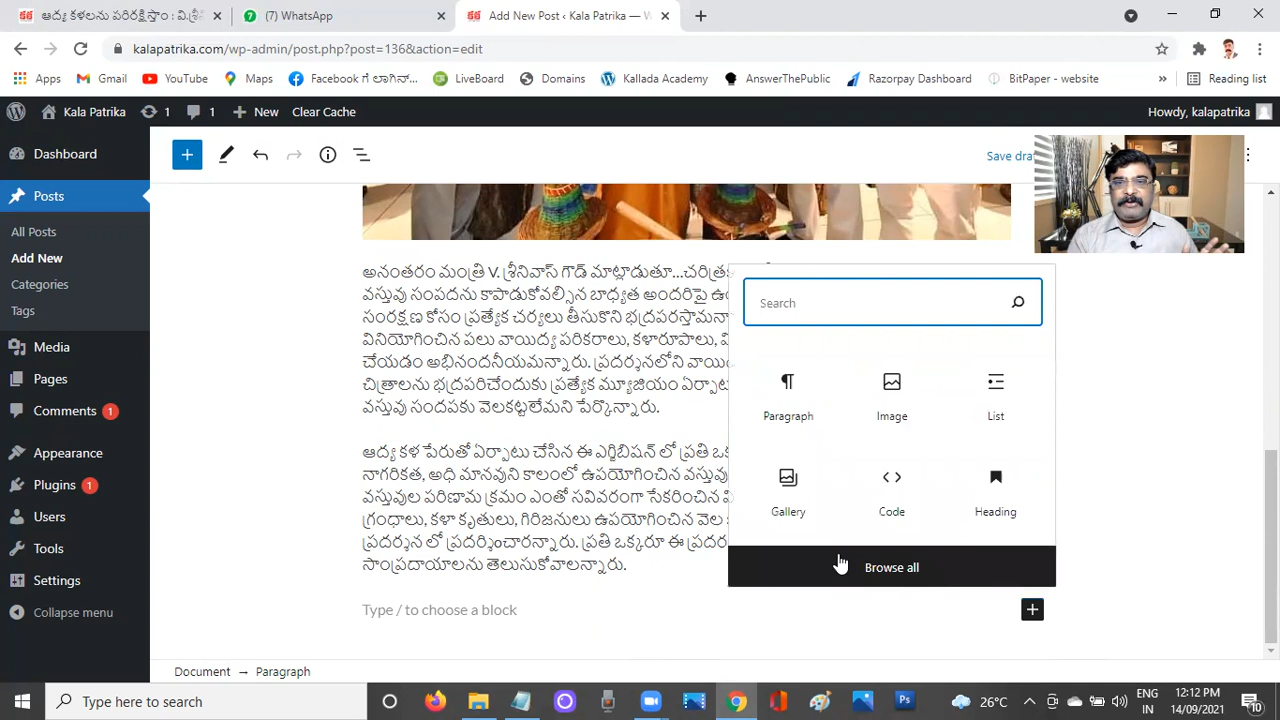 ఆద్య కళలను పరిరక్షిస్తాం : వి.శ్రీని
(7) WhatsApp
Add New Post ‹ Kala Patrika — W
kalapatrika.com/wp-admin/post.php?post=136&action=edit
Apps
Gmail
YouTube
Maps
Facebook ಗೆ ಲಾಗಿನ್...
LiveBoard
Domains
Kallada Academy
AnswerThePublic
Razorpay Dashboard
BitPaper - website
»
Reading list
Kala Patrika
1
1
New
Clear Cache
Howdy, kalapatrika
Dashboard
Posts
All Posts
Add New
Categories
Tags
Media
Pages
Comments 1
Appearance
Plugins 1
Users
Tools
Settings
Collapse menu
Save dra
అనంతరం మంత్రి V. శ్రీనివాస్ గౌడ్ మాట్లాడుతూ...చరిత్రక
వస్తువు సంపదను కాపాడుకోవల్సిన బాధ్యత అందరిపై ఉ
సంరక్షణ కోసం ప్రత్యేక చర్యలు తీసుకొని భద్రపరస్తామనా
వినియోగించిన పలు వాయిద్య పరికరాలు, కళారూపాలు, వ
చేయడం అభినందనీయమన్నారు. ప్రదర్శనలోని వాయి
చిత్రాలను భద్రపరిచేందుకు ప్రత్యేక మ్యూజియం ఏర్పా
వస్తువు సందపకు వెలకట్టలేమని పేర్కొన్నారు.
ఆద్య కళ పేరుతో ఏర్పాటు చేసిన ఈ ఎగ్జిబిషన్ లో ప్రతి ఒ
నాగరికత, అధి మానవుని కాలంలో ఉపయోగించిన వస్తు
వస్తువుల పరిణామ క్రమం ఎంతో సవివరంగా సేకరించిన వ
గ్రంధాలు, కళా కృతులు, గిరిజనులు ఉపయోగించిన వెల
ప్రదర్శన లో ప్రదర్శించారన్నారు. ప్రతి ఒక్కరూ ఈ ప్రదర
సాంప్రదాయాలను తెలుసుకోవాలన్నారు.
Search
Paragraph
Image
List
Gallery
Code
Heading
Browse all
Type / to choose a block
Document → Paragraph
Type here to search
26°C
ENG
IN
12:12 PM
14/09/2021
10